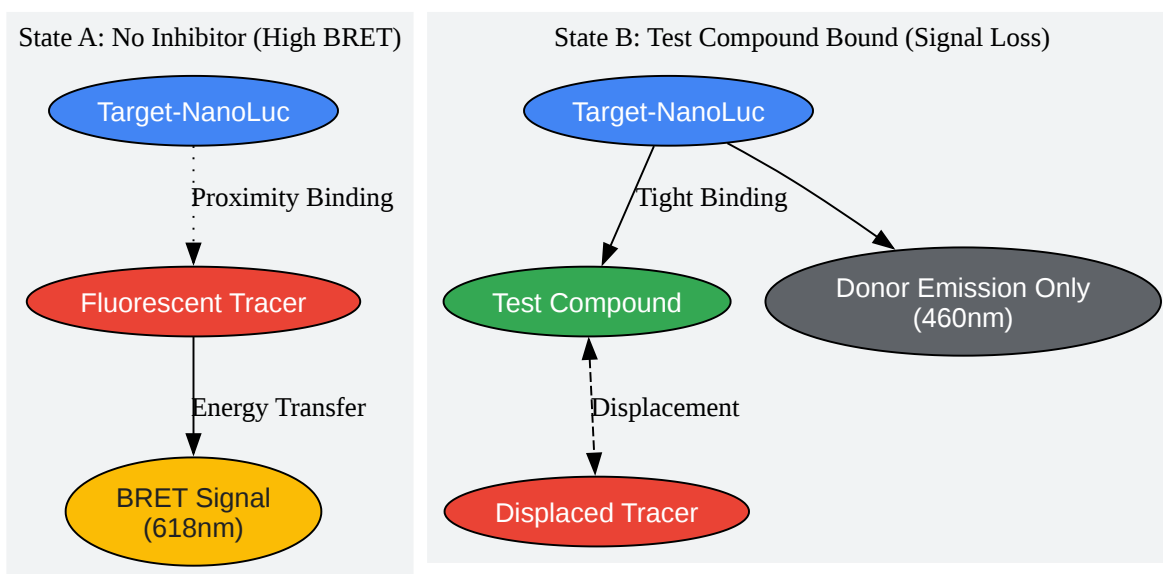 State A: No Inhibitor (High BRET)
Target-NanoLuc
Proximity Binding
Fluorescent Tracer
Energy Transfer
BRET Signal
(618nm)
State B: Test Compound Bound (Signal Loss)
Target-NanoLuc
Tight Binding
Test Compound
Donor Emission Only
(460nm)
Displacement
Displaced Tracer